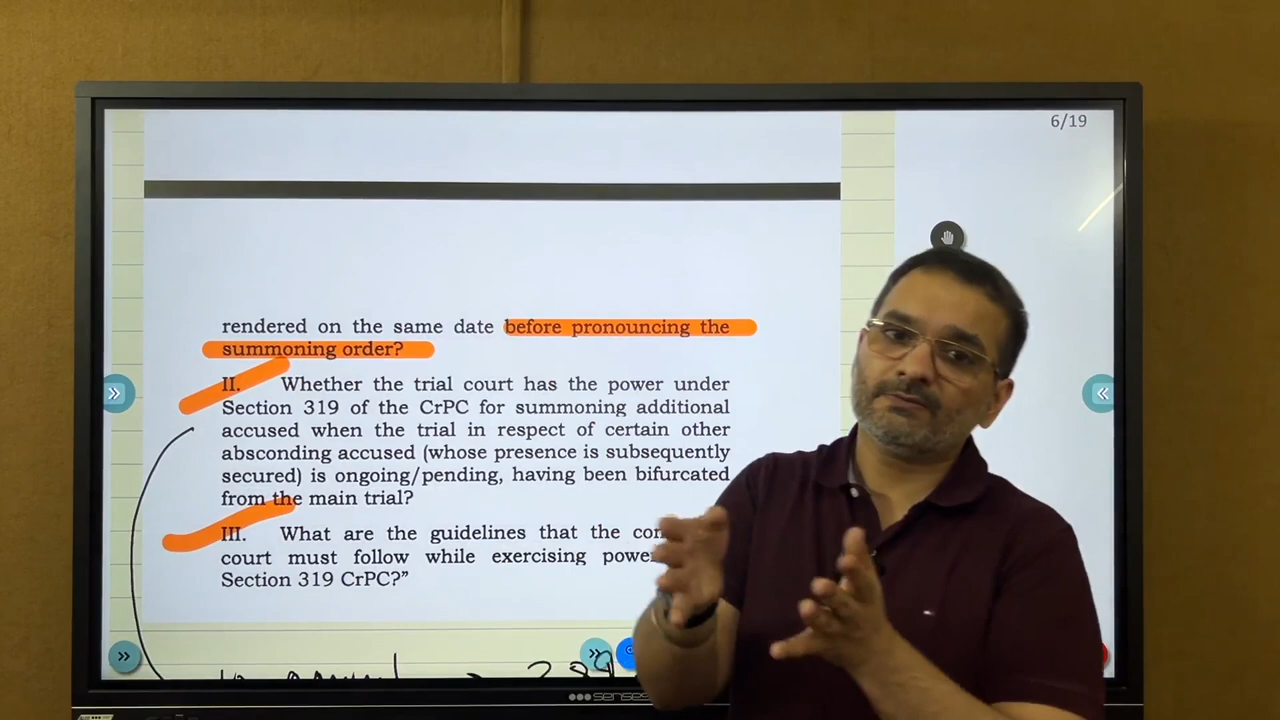 6/19
rendered on the same date before pronouncing the
summoning order?
II. Whether the trial court has the power under
Section 319 of the CrPC for summoning additional
accused when the trial in respect of certain other
absconding accused (whose presence is subsequently
secured) is ongoing/pending, having been bifurcated
from the main trial?
III. What are the guidelines that the
court must follow while exercising
Section 319 CrPC?”
senses